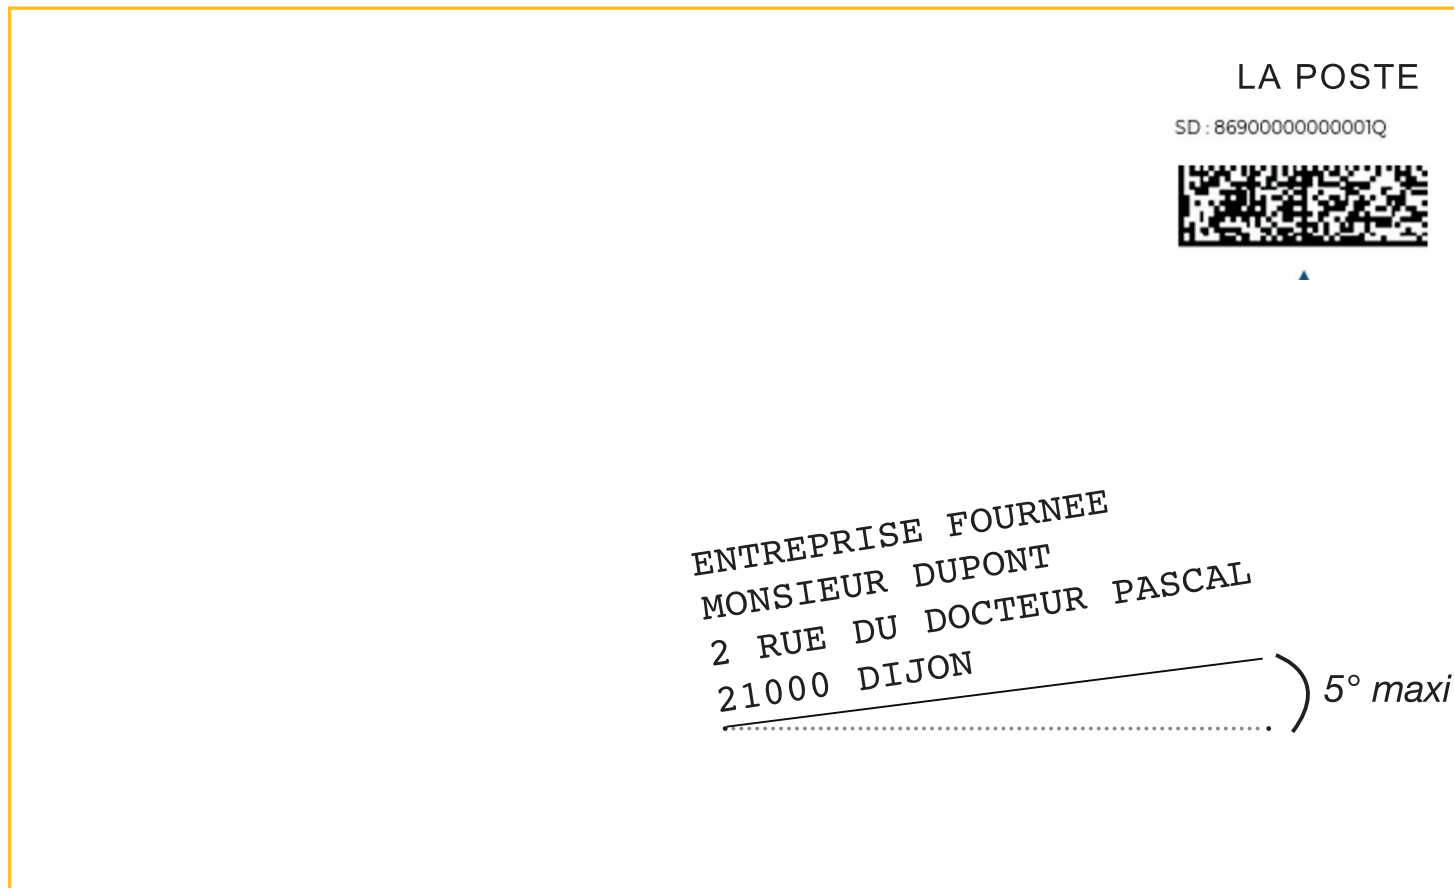 LA POSTE
SD : 86900000000001Q
ENTREPRISE FOURNEE
MONSIEUR DUPONT
2 RUE DU DOCTEUR PASCAL
21000 DIJON
5° maxi